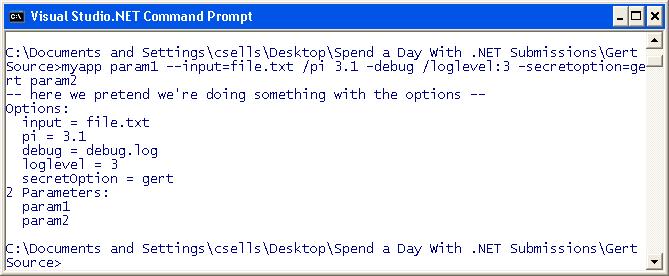 Visual Studio.NET Command Prompt
C:\Documents and Settings\csells\Desktop\Spend a Day With .NET Submissions\Gert
Source>myapp param1 --input=file.txt /pi 3.1 -debug /loglevel:3 -secretoption=ge
rt param2
-- here we pretend we're doing something with the options --
Options:
  input = file.txt
  pi = 3.1
  debug = debug.log
  loglevel = 3
  secretOption = gert
2 Parameters:
  param1
  param2
C:\Documents and Settings\csells\Desktop\Spend a Day With .NET Submissions\Gert
Source>